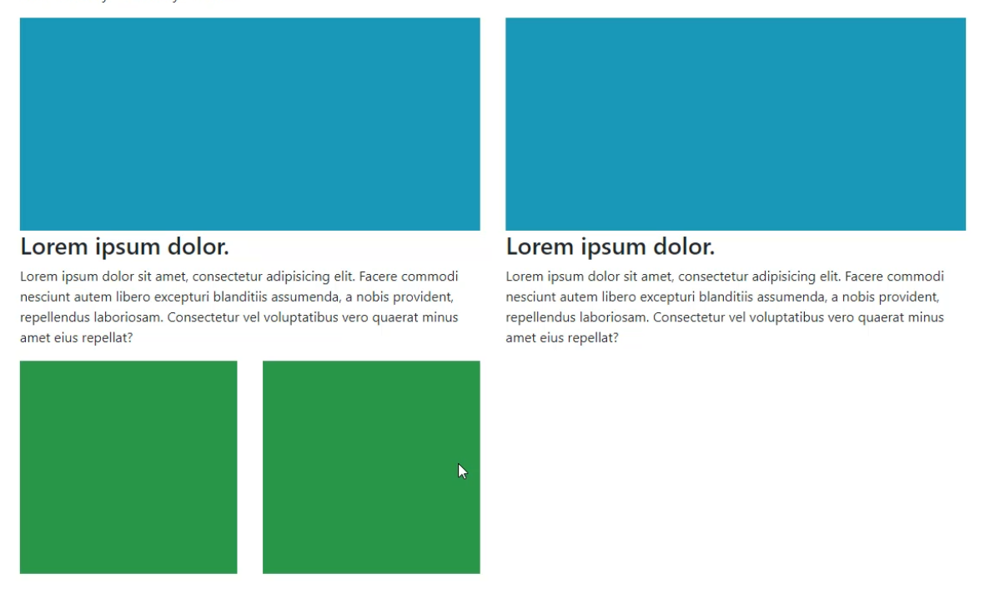 Lorem ipsum dolor.
Lorem ipsum dolor sit amet, consectetur adipisicing elit. Facere commodi
nesciunt autem libero excepturi blanditiis assumenda, a nobis provident,
repellendus laboriosam. Consectetur vel voluptatibus vero quaerat minus
amet eius repellat?
Lorem ipsum dolor.
Lorem ipsum dolor sit amet, consectetur adipisicing elit. Facere commodi
nesciunt autem libero excepturi blanditiis assumenda, a nobis provident,
repellendus laboriosam. Consectetur vel voluptatibus vero quaerat minus
amet eius repellat?